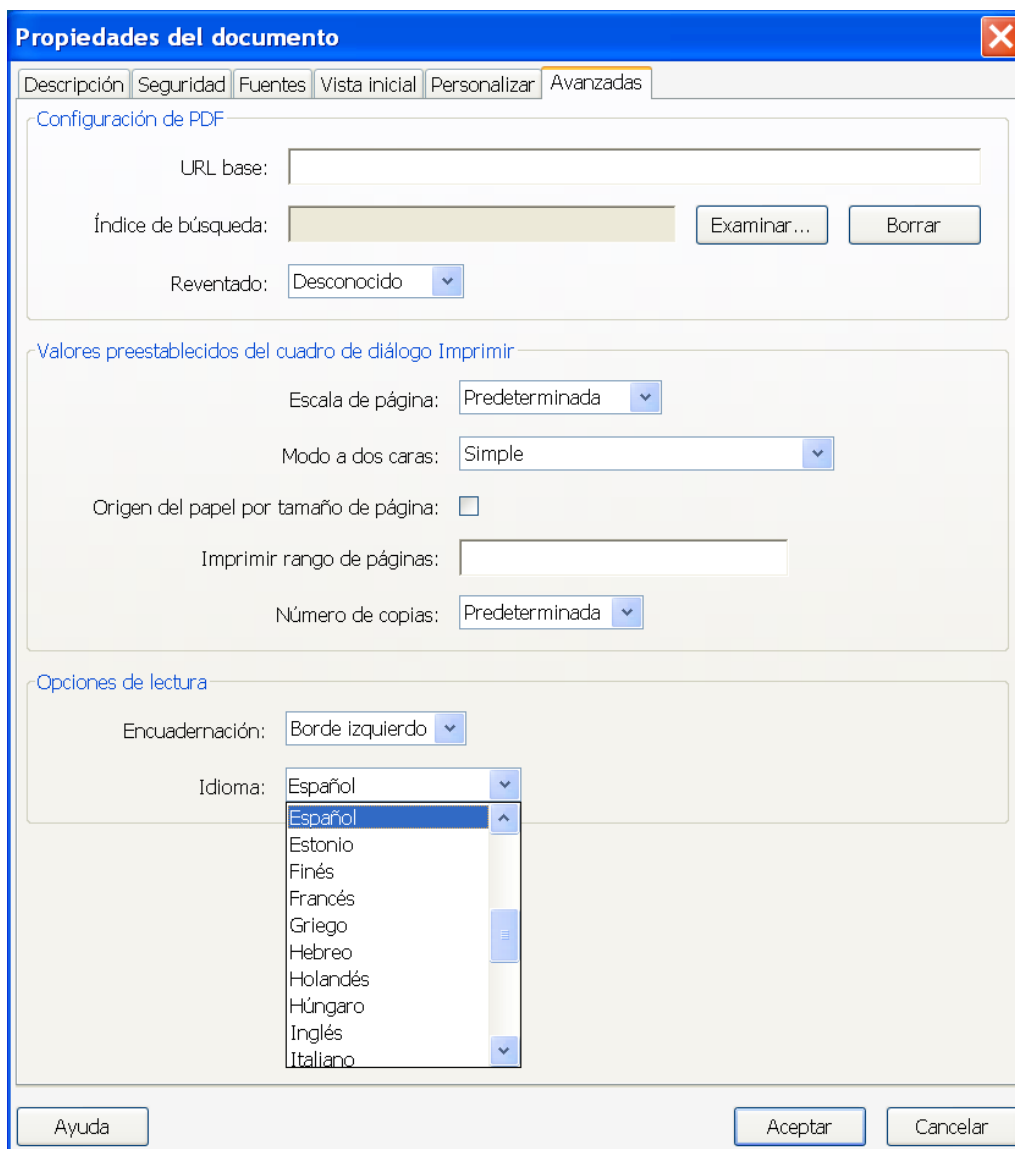 Propiedades del documento
Descripción Seguridad Fuentes Vista inicial Personalizar Avanzadas
Configuración de PDF
URL base:
Índice de búsqueda: Examinar... Borrar
Reventado: Desconocido
Valores preestablecidos del cuadro de diálogo Imprimir
Escala de página: Predeterminada
Modo a dos caras: Simple
Origen del papel por tamaño de página:
Imprimir rango de páginas:
Número de copias: Predeterminada
Opciones de lectura
Encuadernación: Borde izquierdo
Idioma: Español
Español
Estonio
Finés
Francés
Griego
Hebreo
Holandés
Húngaro
Inglés
Italiano
Ayuda Aceptar Cancelar